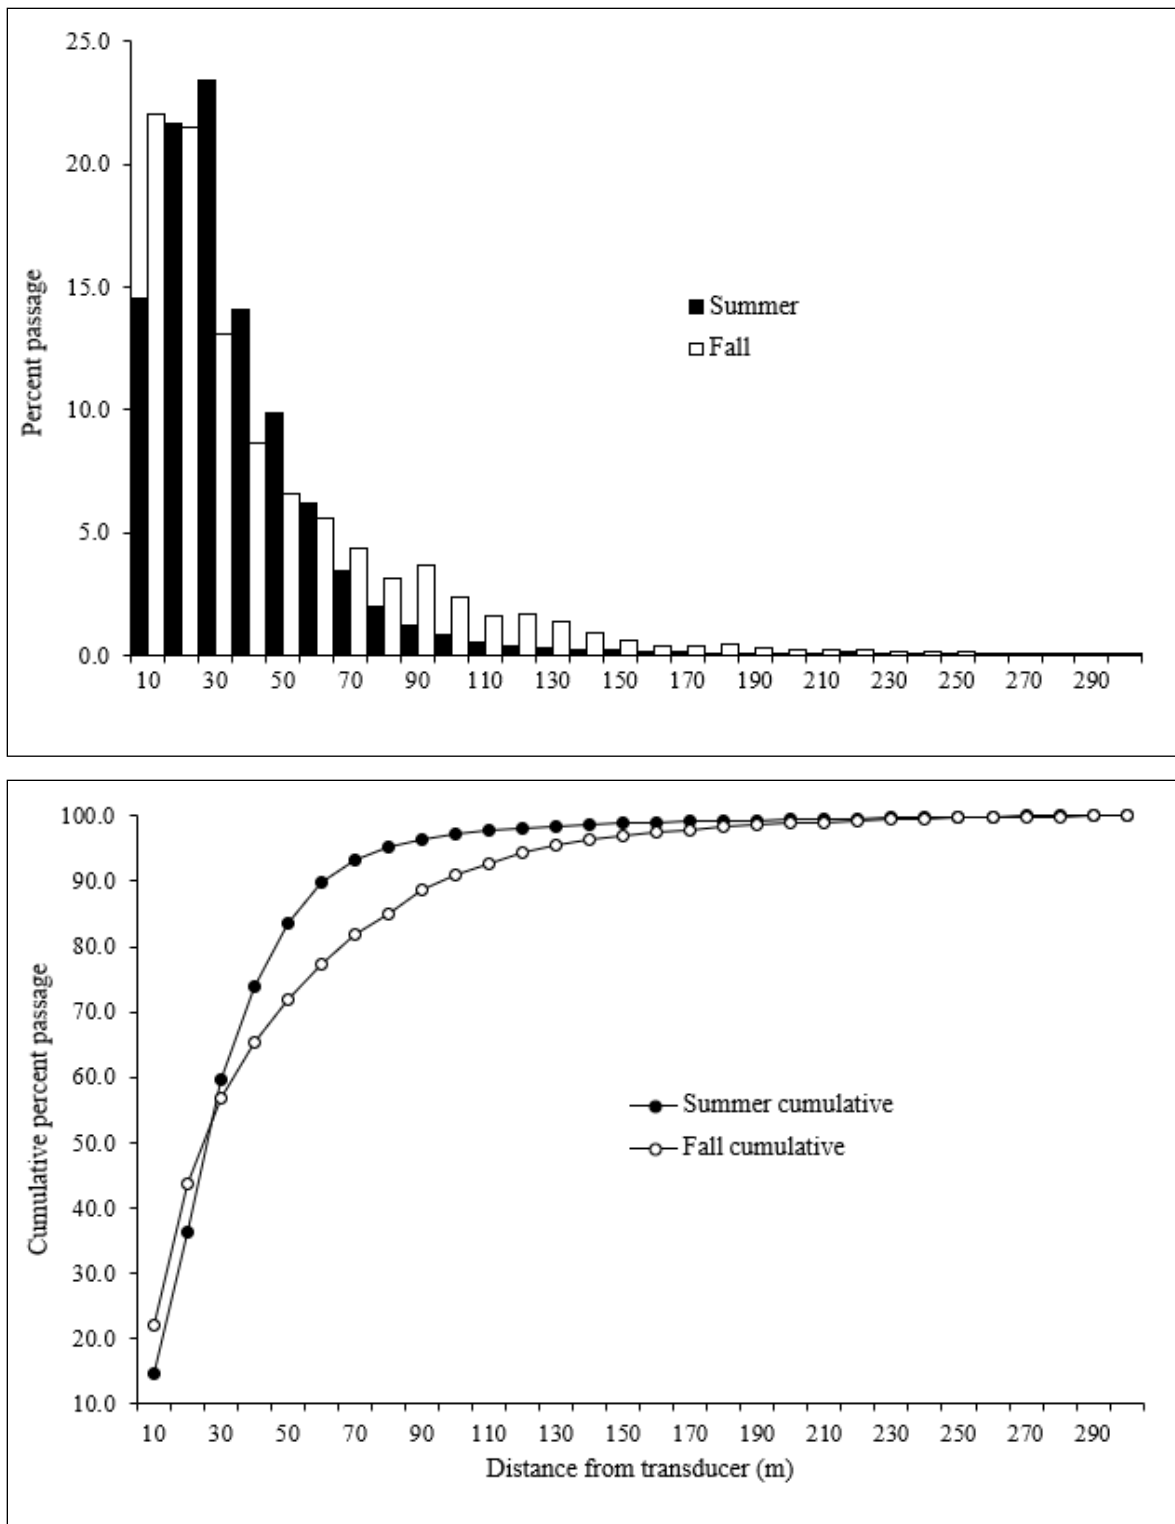 25.0
20.0
15.0
10.0
5.0
0.0
Percent passage
Summer
Fall
10 30 50 70 90 110 130 150 170 190 210 230 250 270 290
100.0
90.0
80.0
70.0
60.0
50.0
40.0
30.0
20.0
10.0
Cumulative percent passage
Summer cumulative
Fall cumulative
10 30 50 70 90 110 130 150 170 190 210 230 250 270 290
Distance from transducer (m)